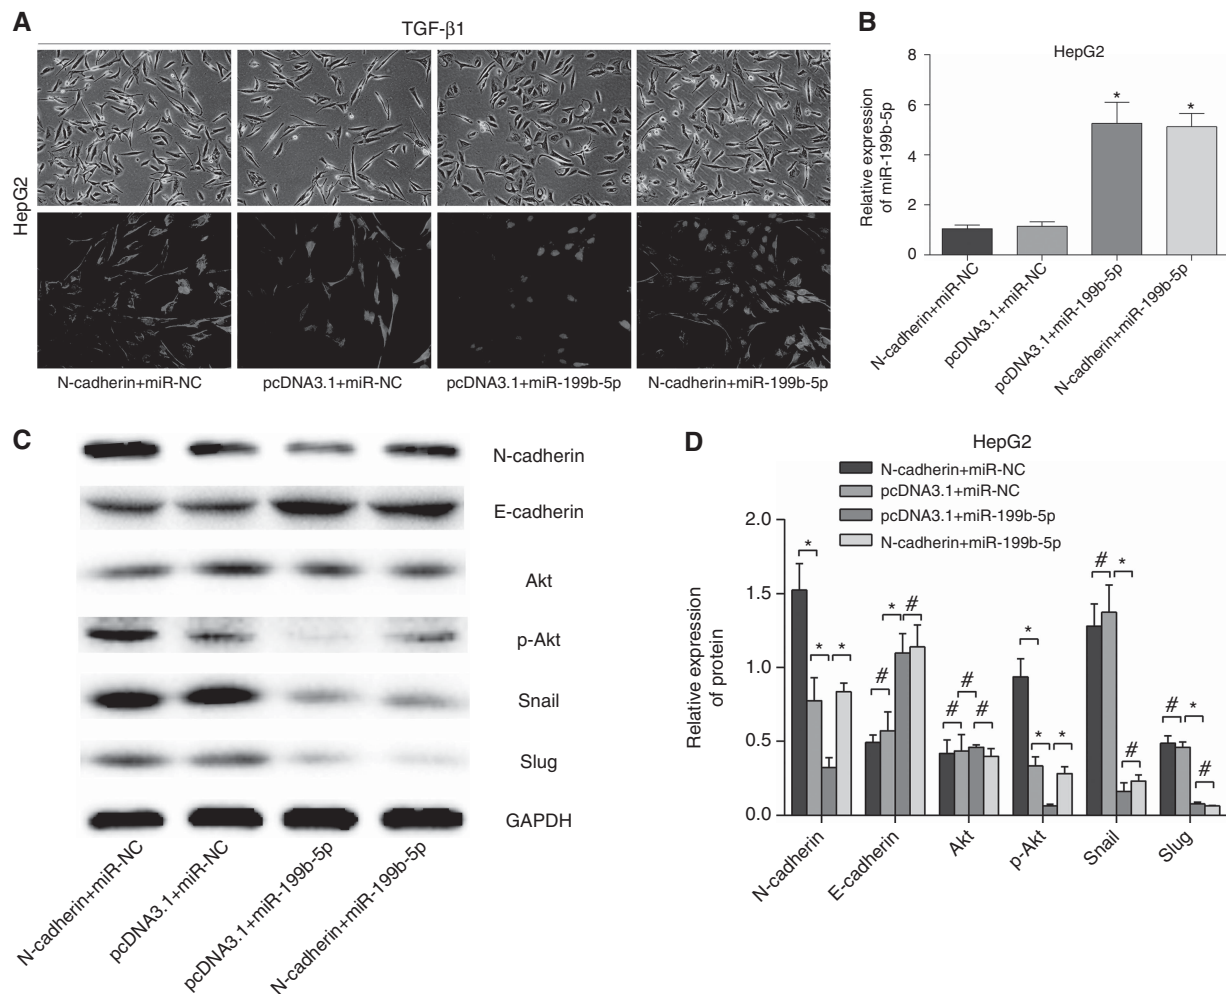 A
TGF-β1
HepG2
N-cadherin+miR-NC
pcDNA3.1+miR-NC
pcDNA3.1+miR-199b-5p
N-cadherin+miR-199b-5p
B
HepG2
Relative expression
of miR-199b-5p
8
6
4
2
0
*
*
N-cadherin+miR-NC
pcDNA3.1+miR-NC
pcDNA3.1+miR-199b-5p
N-cadherin+miR-199b-5p
C
N-cadherin
E-cadherin
Akt
p-Akt
Snail
Slug
GAPDH
N-cadherin+miR-NC
pcDNA3.1+miR-NC
pcDNA3.1+miR-199b-5p
N-cadherin+miR-199b-5p
D
HepG2
N-cadherin+miR-NC
pcDNA3.1+miR-NC
pcDNA3.1+miR-199b-5p
N-cadherin+miR-199b-5p
Relative expression
of protein
2.0
1.5
1.0
0.5
0.0
* * *
# * #
# # #
* * *
# * #
# * #
N-cadherin
E-cadherin
Akt
p-Akt
Snail
Slug